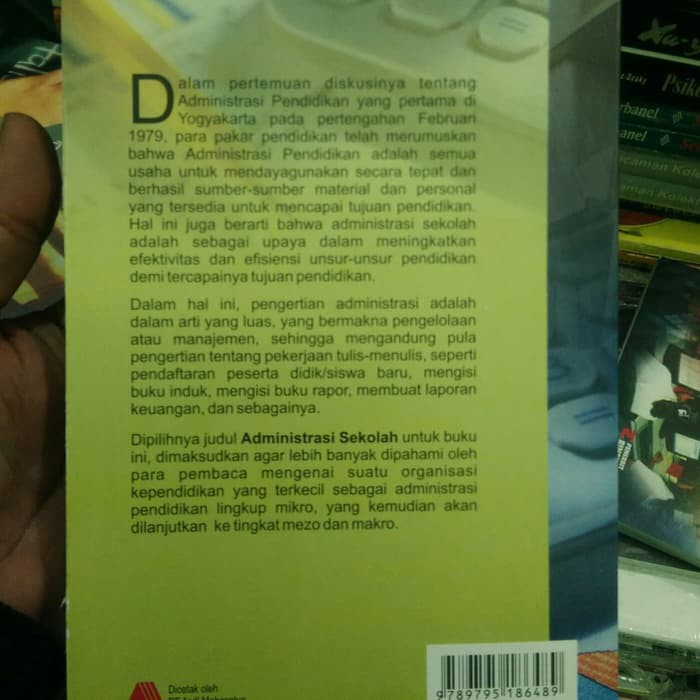 Dalam pertemuan diskusinya tentang
Administrasi Pendidikan yang pertama di
Yogyakarta pada pertengahan Februari
1979, para pakar pendidikan telah merumuskan
bahwa Administrasi Pendidikan adalah semua
usaha untuk mendayagunakan secara tepat dan
berhasil sumber-sumber material dan personal
yang tersedia untuk mencapai tujuan pendidikan.
Hal ini juga berarti bahwa administrasi sekolah
adalah sebagai upaya dalam meningkatkan
efektivitas dan efisiensi unsur-unsur pendidikan
demi tercapainya tujuan pendidikan.
Dalam hal ini, pengertian administrasi adalah
dalam arti yang luas, yang bermakna pengelolaan
atau manajemen, sehingga mengandung pula
pengertian tentang pekerjaan tulis-menulis, seperti
pendaftaran peserta didik/siswa baru, mengisi
buku induk, mengisi buku rapor, membuat laporan
keuangan, dan sebagainya.
Dipilihnya judul Administrasi Sekolah untuk buku
ini, dimaksudkan agar lebih banyak dipahami oleh
para pembaca mengenai suatu organisasi
kependidikan yang terkecil sebagai administrasi
pendidikan lingkup mikro, yang kemudian akan
dilanjutkan ke tingkat mezo dan makro.
Dicetak oleh
9 789795 186489
Psiko
rbanel
anel